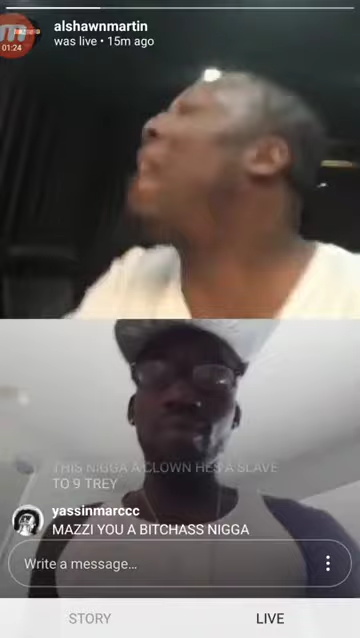 01:24
alshawnmartin
was live • 15m ago
THIS NIGGA A CLOWN HES A SLAVE
TO 9 TREY
yassinmarccc
MAZZI YOU A BITCHASS NIGGA
Write a message...
STORY
LIVE